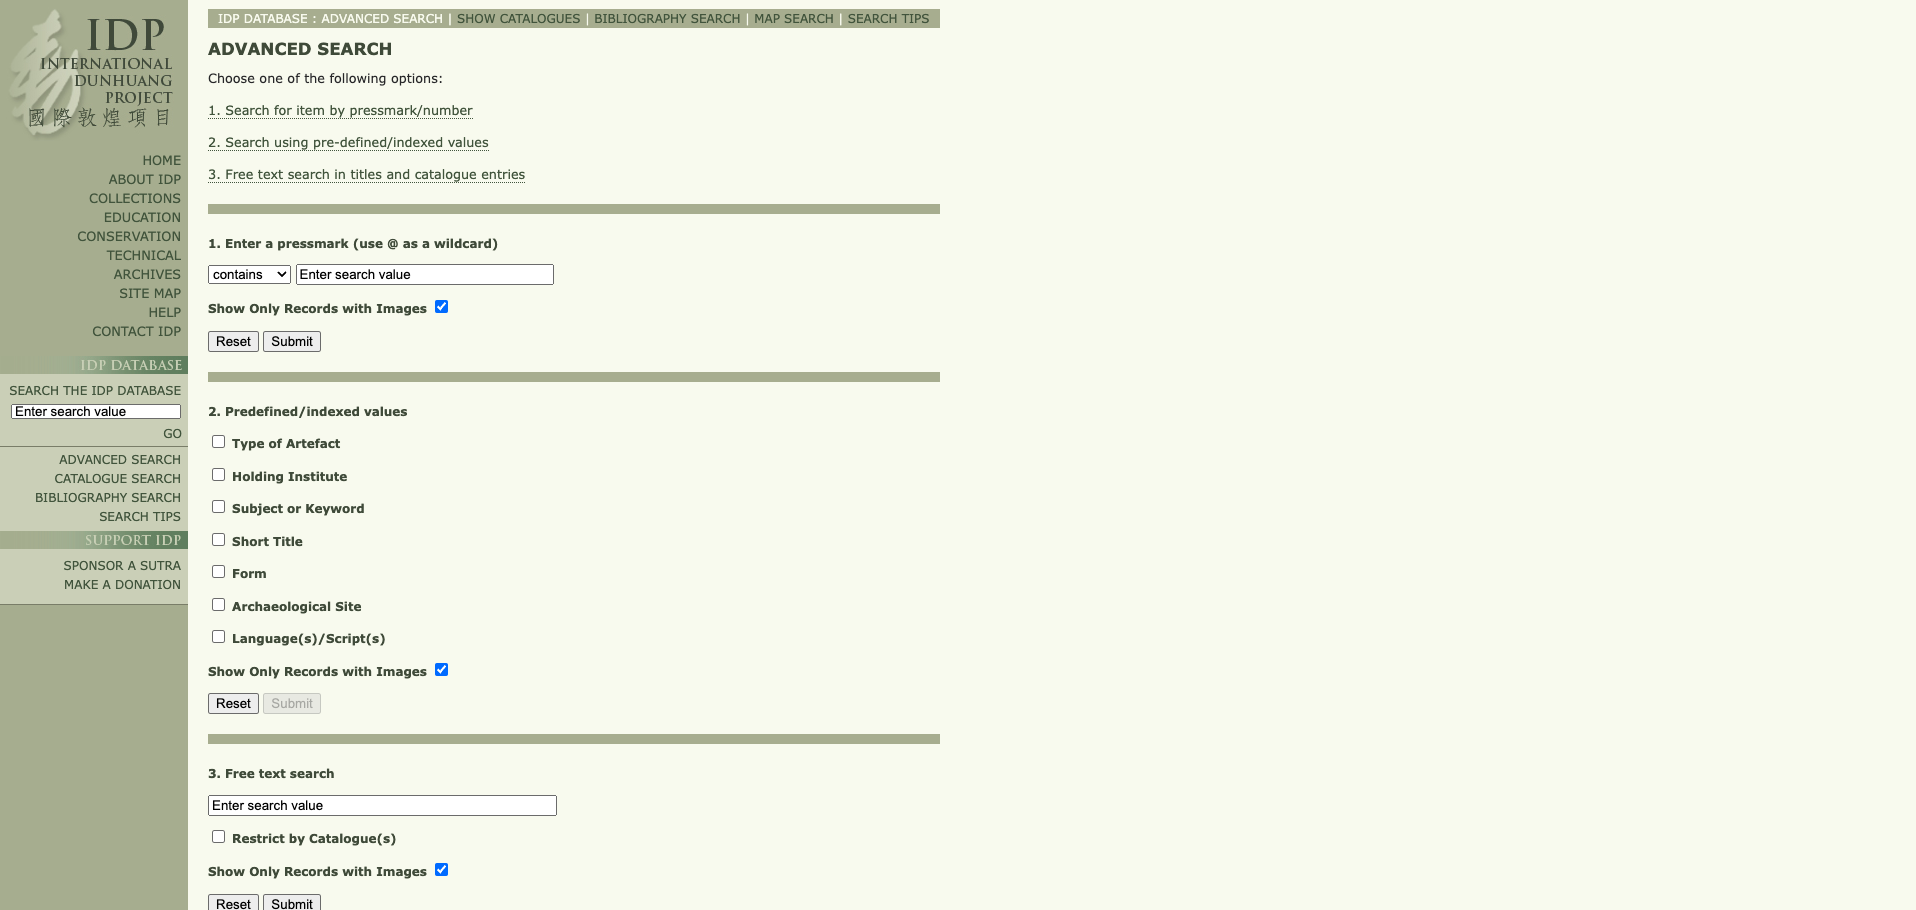 IDP
INTERNATIONAL
DUNHUANG
PROJECT
國際敦煌項目
HOME
ABOUT IDP
COLLECTIONS
EDUCATION
CONSERVATION
TECHNICAL
ARCHIVES
SITE MAP
HELP
CONTACT IDP
IDP DATABASE
SEARCH THE IDP DATABASE
Enter search value
GO
ADVANCED SEARCH
CATALOGUE SEARCH
BIBLIOGRAPHY SEARCH
SEARCH TIPS
SUPPORT IDP
SPONSOR A SUTRA
MAKE A DONATION
IDP DATABASE : ADVANCED SEARCH | SHOW CATALOGUES | BIBLIOGRAPHY SEARCH | MAP SEARCH | SEARCH TIPS
ADVANCED SEARCH
Choose one of the following options:
1. Search for item by pressmark/number
2. Search using pre-defined/indexed values
3. Free text search in titles and catalogue entries
1. Enter a pressmark (use @ as a wildcard)
contains Enter search value
Show Only Records with Images
Reset Submit
2. Predefined/indexed values
Type of Artefact
Holding Institute
Subject or Keyword
Short Title
Form
Archaeological Site
Language(s)/Script(s)
Show Only Records with Images
Reset Submit
3. Free text search
Enter search value
Restrict by Catalogue(s)
Show Only Records with Images
Reset Submit